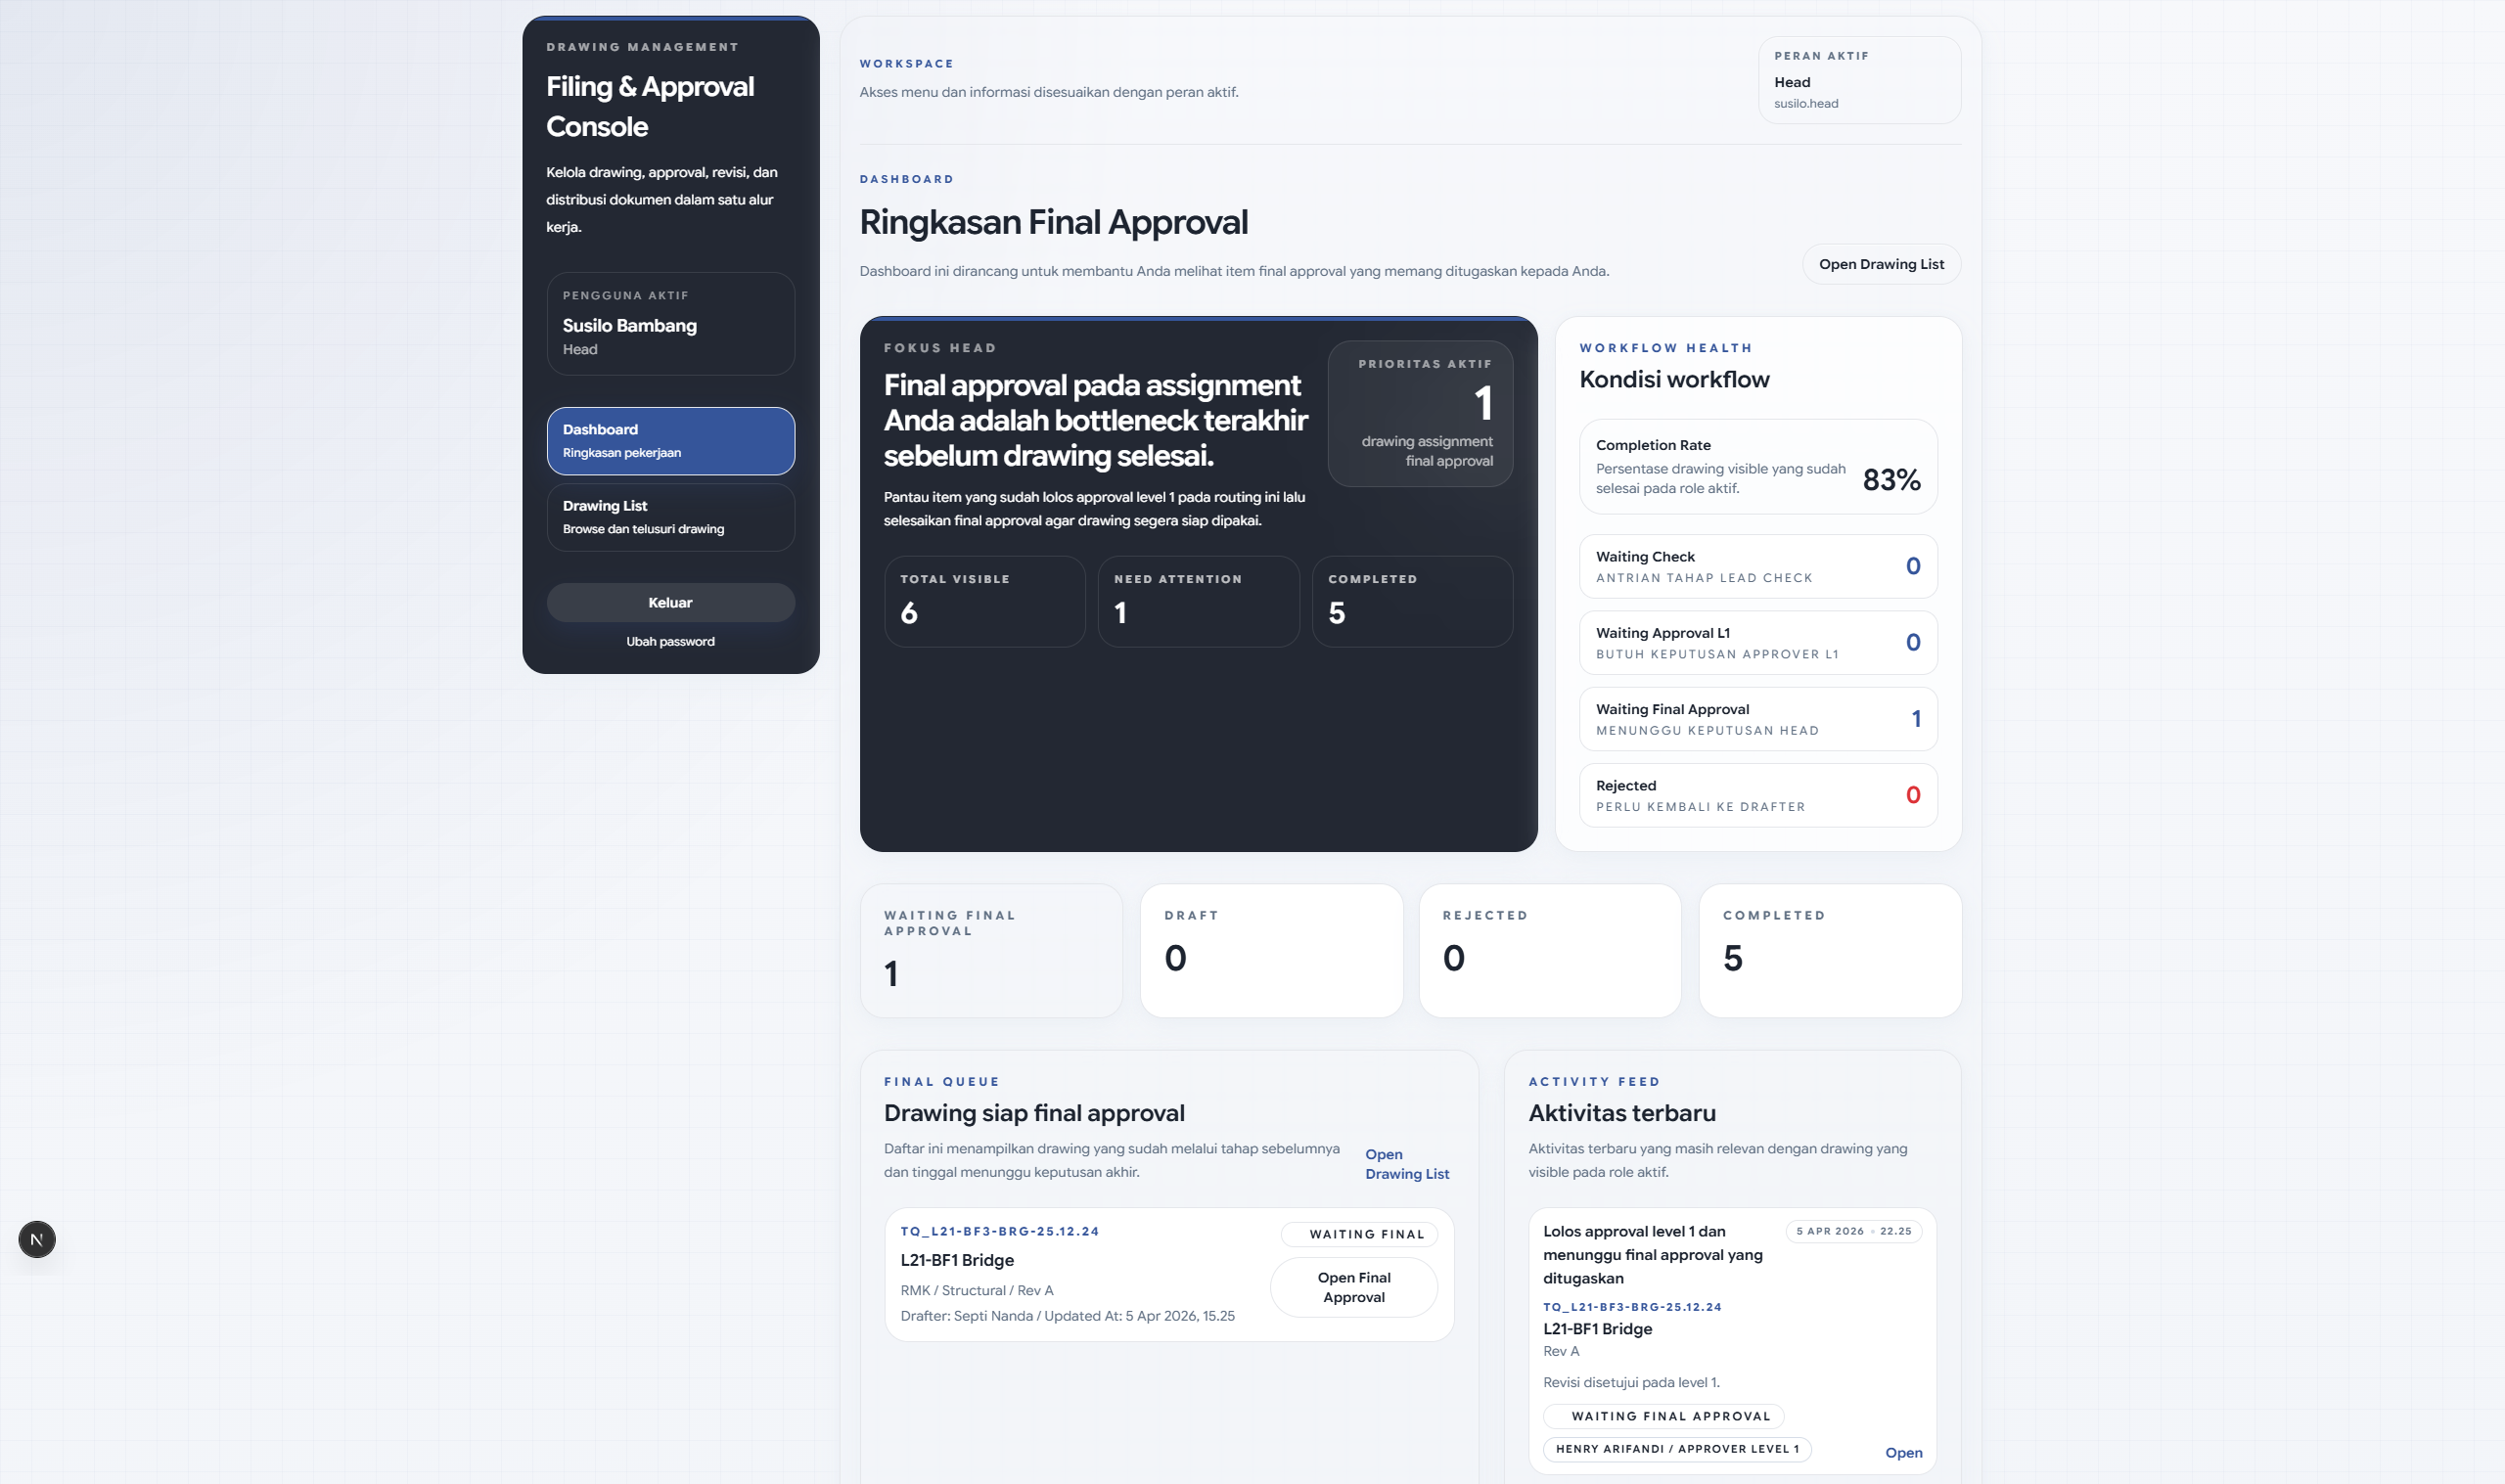 DRAWING MANAGEMENT
Filing & Approval
Console
Kelola drawing, approval, revisi, dan
distribusi dokumen dalam satu alur
kerja.
PENGGUNA AKTIF
Susilo Bambang
Head
Dashboard
Ringkasan pekerjaan
Drawing List
Browse dan telusuri drawing
Keluar
Ubah password
WORKSPACE
Akses menu dan informasi disesuaikan dengan peran aktif.
PERAN AKTIF
Head
susilo.head
DASHBOARD
Ringkasan Final Approval
Dashboard ini dirancang untuk membantu Anda melihat item final approval yang memang ditugaskan kepada Anda.
Open Drawing List
FOKUS HEAD
Final approval pada assignment
Anda adalah bottleneck terakhir
sebelum drawing selesai.
Pantau item yang sudah lolos approval level 1 pada routing ini lalu
selesaikan final approval agar drawing segera siap dipakai.
PRIORITAS AKTIF
1
drawing assignment
final approval
TOTAL VISIBLE
6
NEED ATTENTION
1
COMPLETED
5
WORKFLOW HEALTH
Kondisi workflow
Completion Rate
Persentase drawing visible yang sudah
selesai pada role aktif.
83%
Waiting Check
ANTRIAN TAHAP LEAD CHECK
0
Waiting Approval L1
BUTUH KEPUTUSAN APPROVER L1
0
Waiting Final Approval
MENUNGGU KEPUTUSAN HEAD
1
Rejected
PERLU KEMBALI KE DRAFTER
0
WAITING FINAL
APPROVAL
1
DRAFT
0
REJECTED
0
COMPLETED
5
FINAL QUEUE
Drawing siap final approval
Daftar ini menampilkan drawing yang sudah melalui tahap sebelumnya
dan tinggal menunggu keputusan akhir.
Open
Drawing List
TQ_L21-BF3-BRG-25.12.24
L21-BF1 Bridge
RMK / Structural / Rev A
Drafter: Septi Nanda / Updated At: 5 Apr 2026, 15.25
WAITING FINAL
Open Final
Approval
ACTIVITY FEED
Aktivitas terbaru
Aktivitas terbaru yang masih relevan dengan drawing yang
visible pada role aktif.
Lolos approval level 1 dan
menunggu final approval yang
ditugaskan
5 APR 2026 • 22.25
TQ_L21-BF3-BRG-25.12.24
L21-BF1 Bridge
Rev A
Revisi disetujui pada level 1.
WAITING FINAL APPROVAL
HENRY ARIFANDI / APPROVER LEVEL 1
Open
N